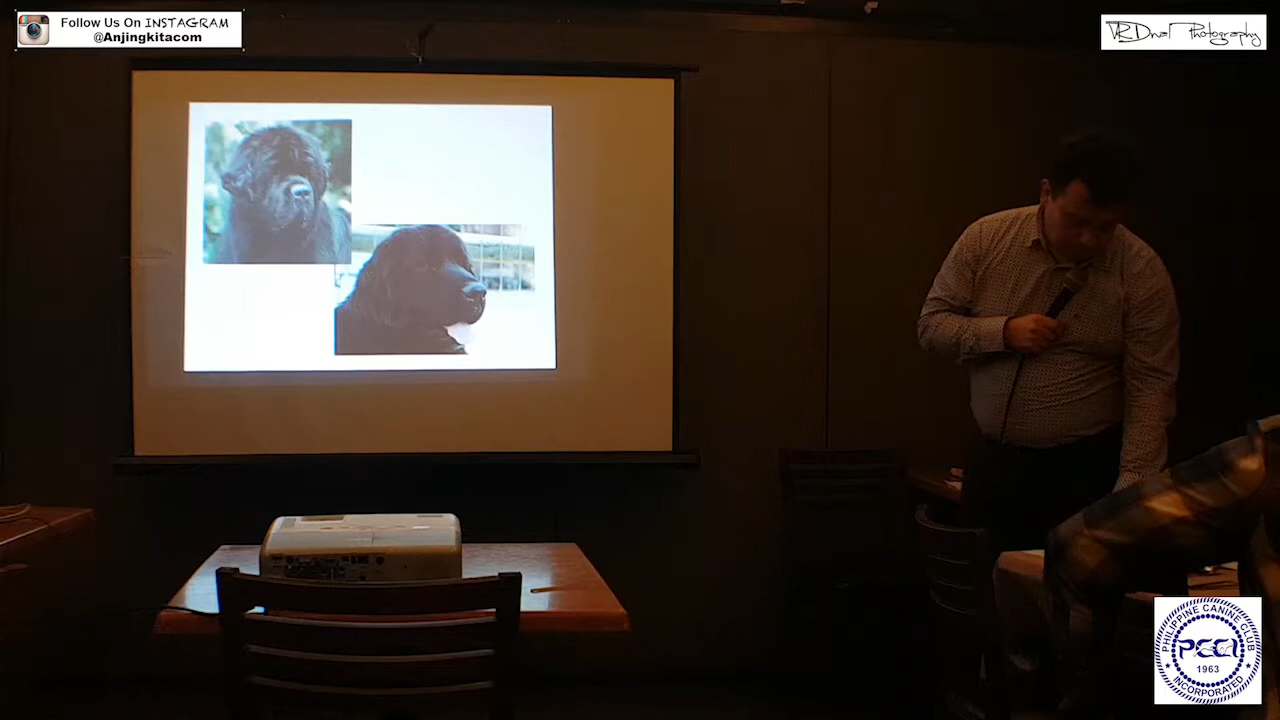 Follow Us On INSTAGRAM
@Anjingkitacom
VRDnal Photography
PHILIPPINE CANINE CLUB
PCCI
1963
INCORPORATED